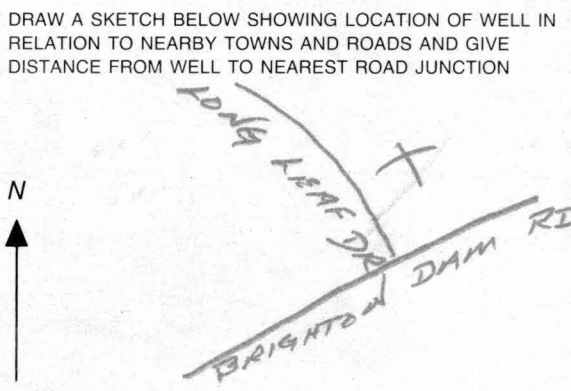 DRAW A SKETCH BELOW SHOWING LOCATION OF WELL IN
RELATION TO NEARBY TOWNS AND ROADS AND GIVE
DISTANCE FROM WELL TO NEAREST ROAD JUNCTION
LONG LEAF DR
N
BRIGHTON DAM RD